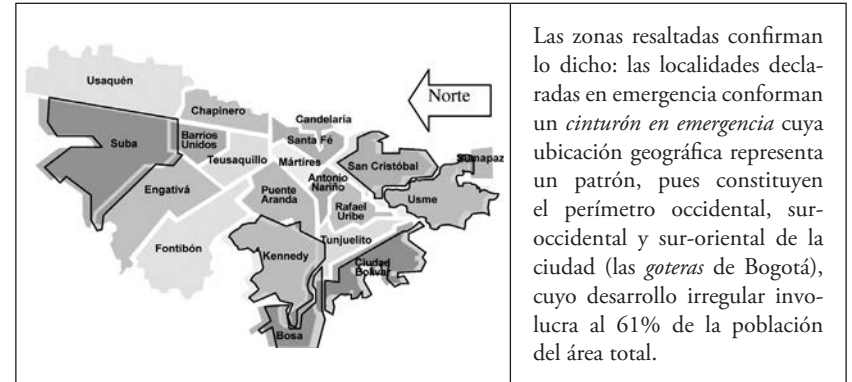 Usaquén
Chapinero
Norte
Candelaría
Suba
Barrios
Unidos
Santa Fé
Teusaquillo
Mártires
San Cristóbal
Sumapaz
Engativá
Antonio
Nariño
Puente
Aranda
Usme
Rafael
Uribe
Fontibón
Kennedy
Tunjuelito
Ciudad
Bolívar
Bosa
Las zonas resaltadas confirman
lo dicho: las localidades decla-
radas en emergencia conforman
un cinturón en emergencia cuya
ubicación geográfica representa
un patrón, pues constituyen
el perímetro occidental, sur-
occidental y sur-oriental de la
ciudad (las goteras de Bogotá),
cuyo desarrollo irregular invo-
lucra al 61% de la población
del área total.